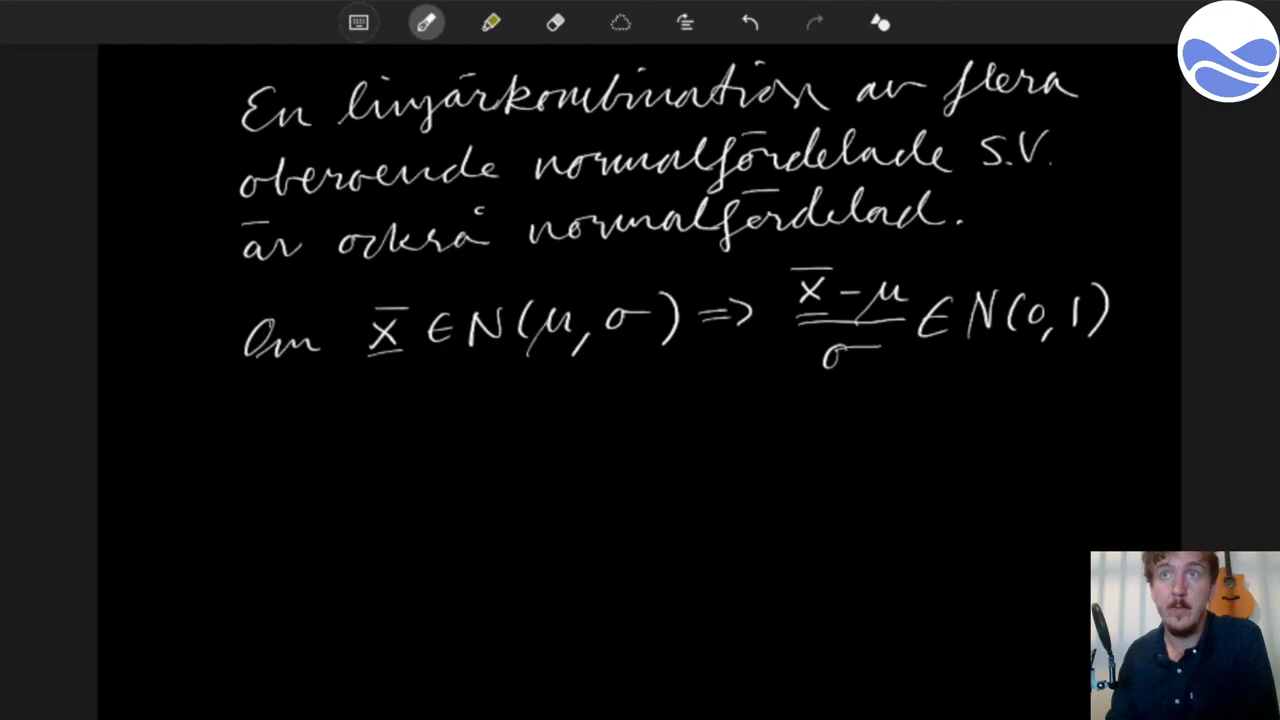 En linjärkombination av flera
oberoende normalfördelade s.v.
är också normalfördelad.
Om X ∈ N(μ, σ) => (X - μ)/σ ∈ N(0, 1)